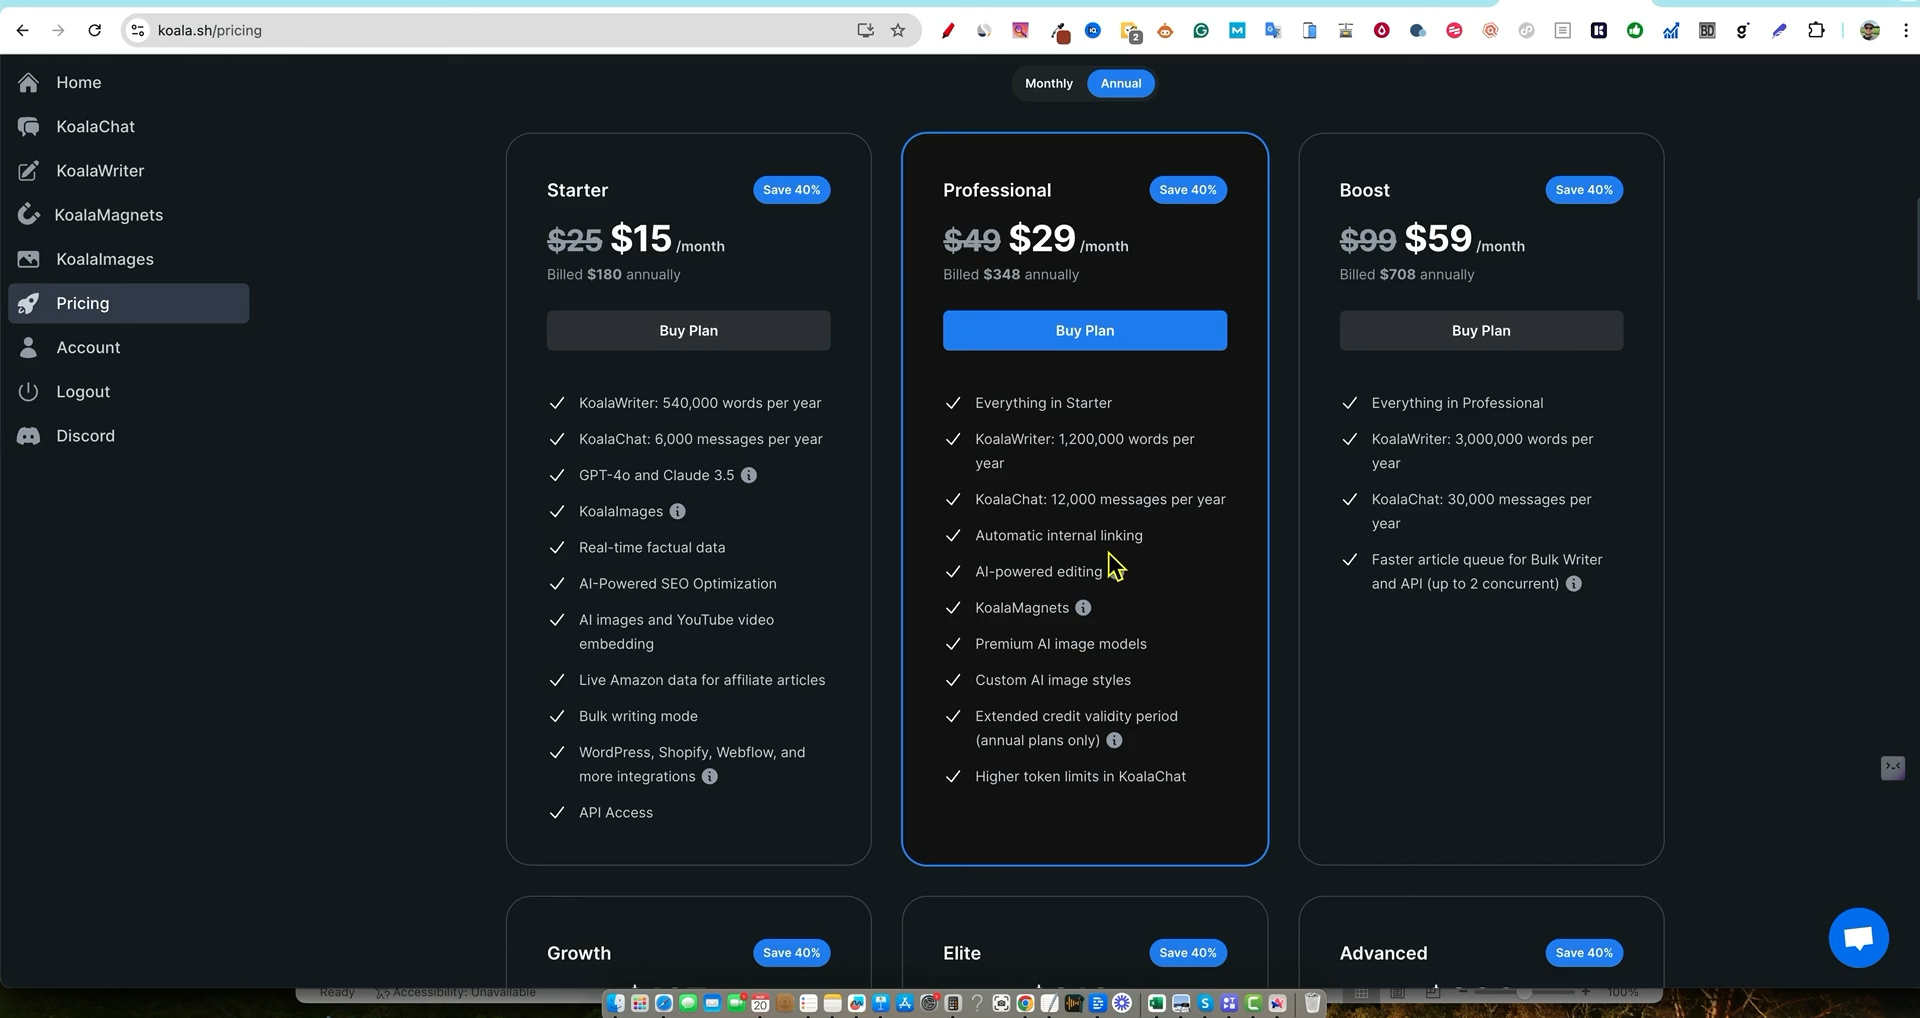 koala.sh/pricing
2
BD
Home
KoalaChat
KoalaWriter
KoalaMagnets
KoalaImages
Pricing
Account
Logout
Discord
Monthly
Annual
Starter
Save 40%
$25 $15 /month
Billed $180 annually
Buy Plan
KoalaWriter: 540,000 words per year
KoalaChat: 6,000 messages per year
GPT-4o and Claude 3.5
KoalaImages
Real-time factual data
AI-Powered SEO Optimization
AI images and YouTube video
embedding
Live Amazon data for affiliate articles
Bulk writing mode
WordPress, Shopify, Webflow, and
more integrations
API Access
Professional
Save 40%
$49 $29 /month
Billed $348 annually
Buy Plan
Everything in Starter
KoalaWriter: 1,200,000 words per
year
KoalaChat: 12,000 messages per year
Automatic internal linking
AI-powered editing
KoalaMagnets
Premium AI image models
Custom AI image styles
Extended credit validity period
(annual plans only)
Higher token limits in KoalaChat
Boost
Save 40%
$99 $59 /month
Billed $708 annually
Buy Plan
Everything in Professional
KoalaWriter: 3,000,000 words per
year
KoalaChat: 30,000 messages per
year
Faster article queue for Bulk Writer
and API (up to 2 concurrent)
Growth
Save 40%
Elite
Save 40%
Advanced
Save 40%
Ready
Accessibility: Unavailable
20
100%